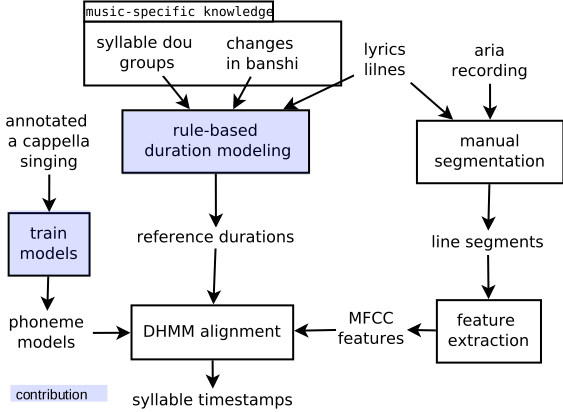 music-specific knowledge
syllable dou
groups
changes
in banshi
lyrics
lilnes
aria
recording
annotated
a cappella
singing
rule-based
duration modeling
manual
segmentation
train
models
reference durations
line segments
phoneme
models
DHMM alignment
MFCC
features
feature
extraction
contribution
syllable timestamps